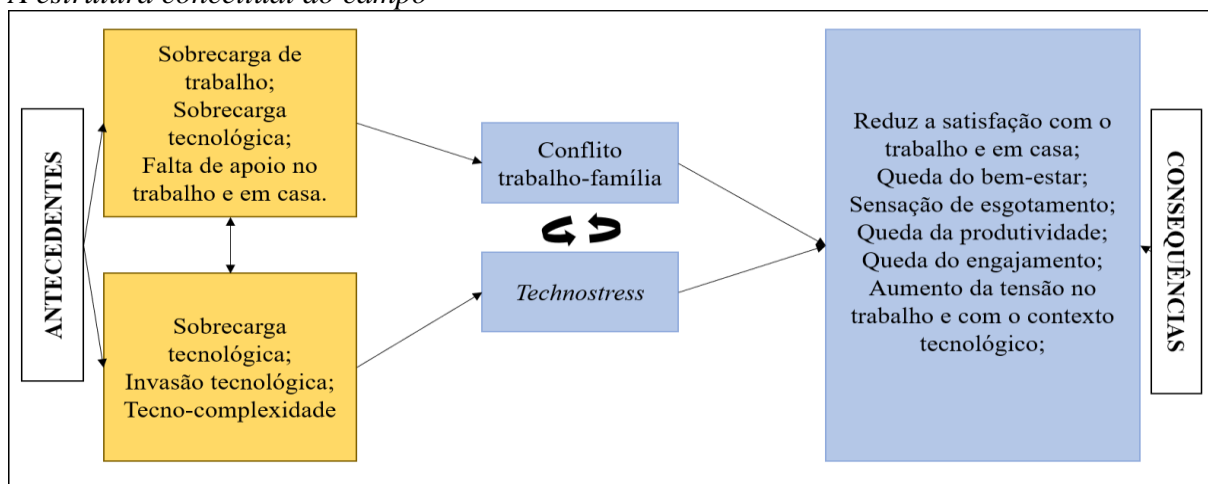 A estrutura conceitual do campo
ANTECEDENTES
Sobrecarga de
trabalho;
Sobrecarga
tecnológica;
Falta de apoio no
trabalho e em casa.
Sobrecarga
tecnológica;
Invasão tecnológica;
Tecno-complexidade
Conflito
trabalho-família
Technostress
Reduz a satisfação com o
trabalho e em casa;
Queda do bem-estar;
Sensação de esgotamento;
Queda da produtividade;
Queda do engajamento;
Aumento da tensão no
trabalho e com o contexto
tecnológico;
CONSEQUÊNCIAS